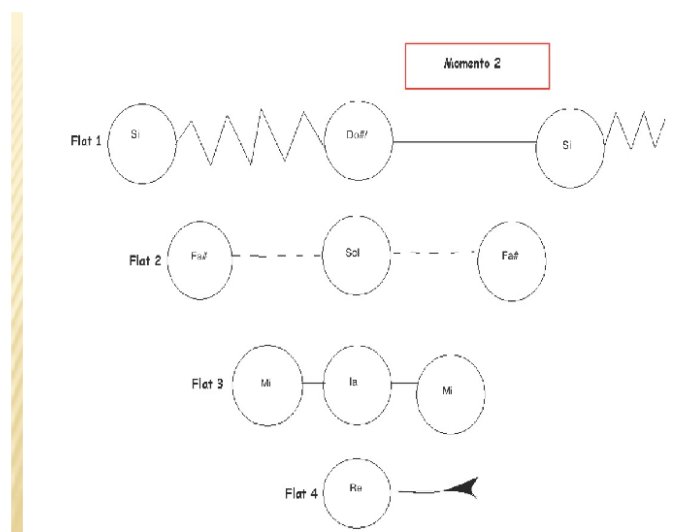 Momento 2
Flat 1 Si Do#/ Si
Flat 2 Fa# Sol Fa#
Flat 3 Mi la Mi
Flat 4 Re